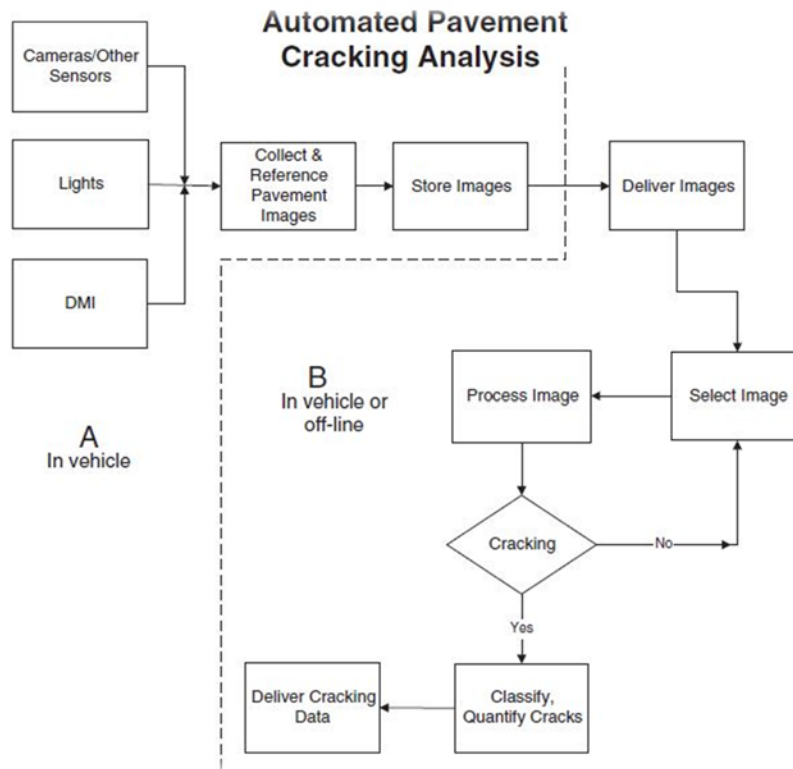 Automated Pavement
Cracking Analysis
Cameras/Other
Sensors
Lights
DMI
Collect &
Reference
Pavement
Images
Store Images
Deliver Images
Select Image
Process Image
B
In vehicle or
off-line
A
In vehicle
Cracking
No
Yes
Classify,
Quantify Cracks
Deliver Cracking
Data